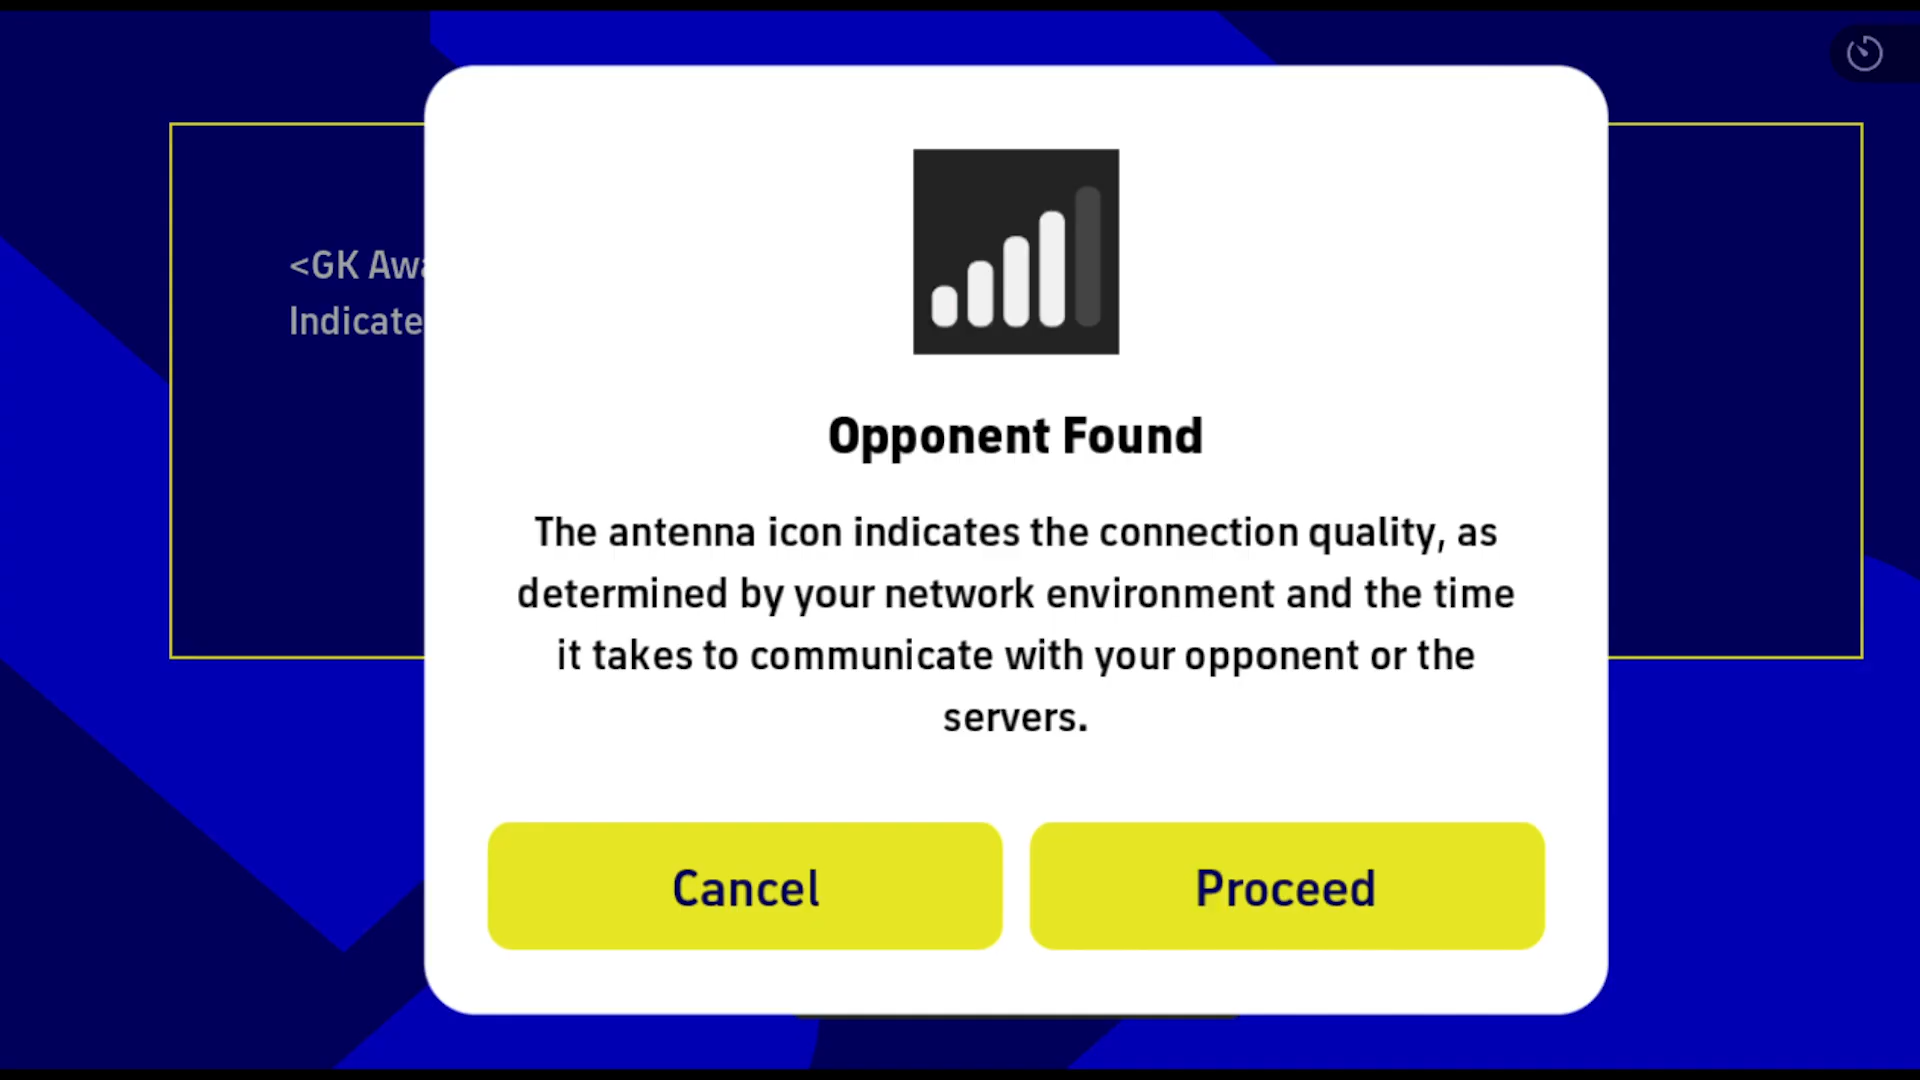 <GK
Indicate
Opponent Found
The antenna icon indicates the connection quality, as
determined by your network environment and the time
it takes to communicate with your opponent or the
servers.
Cancel
Proceed